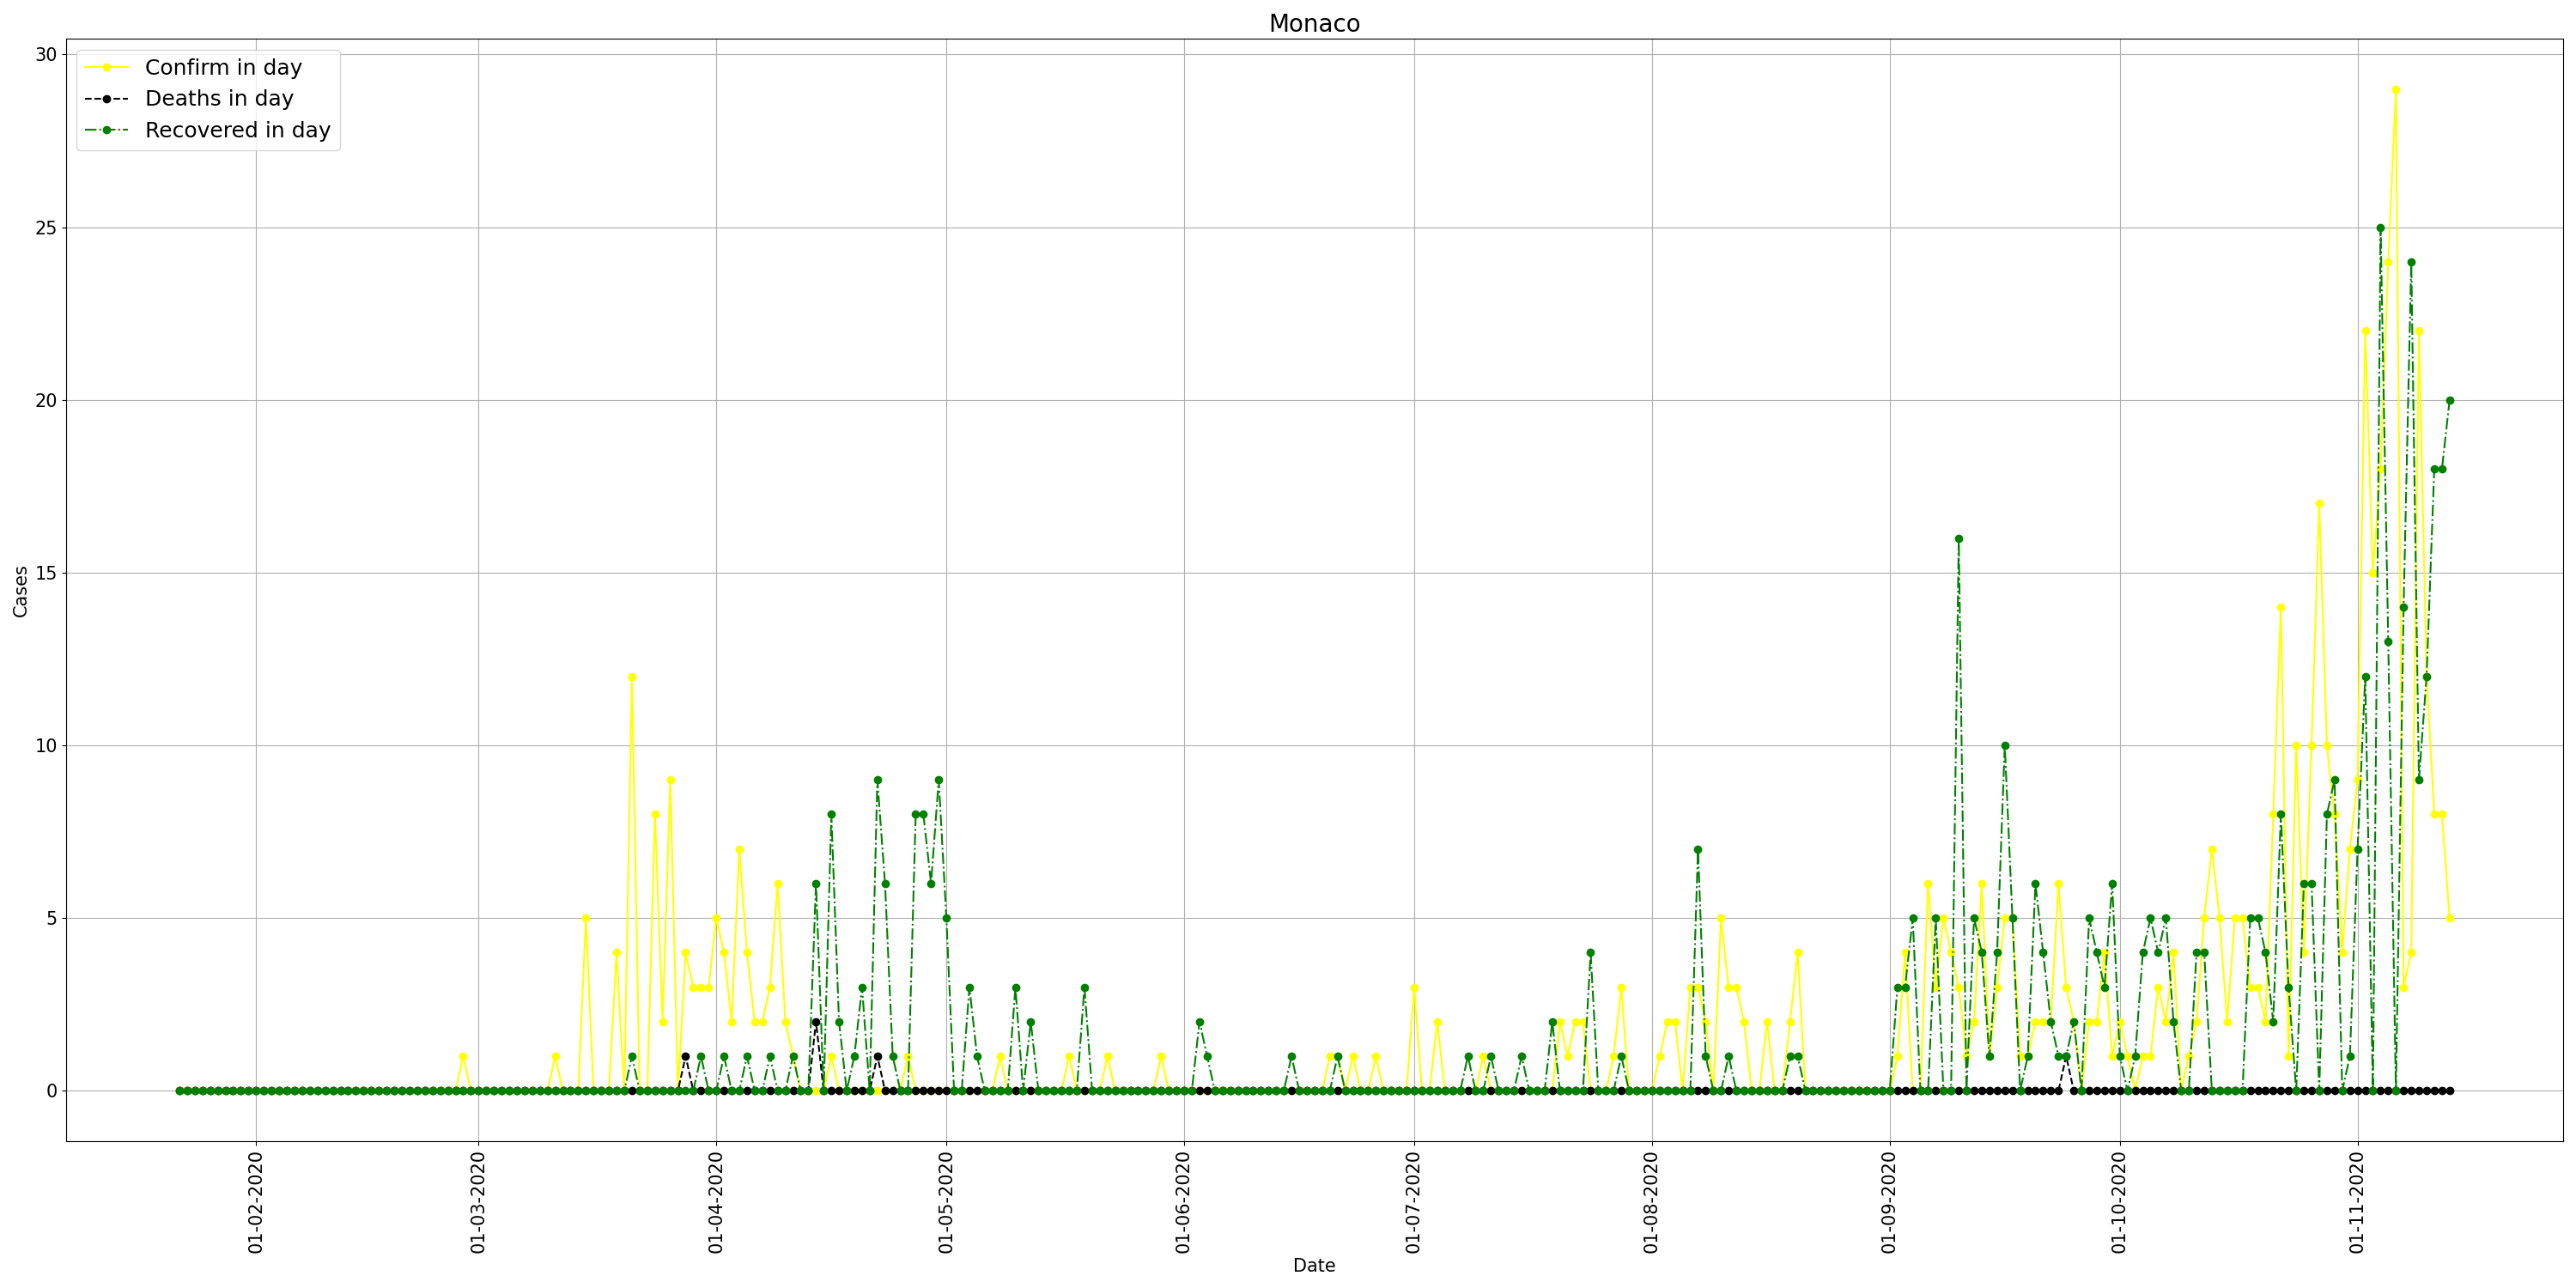 Monaco
Confirm in day
Deaths in day
Recovered in day
30
25
20
15
10
5
0
Cases
01-02-2020
01-03-2020
01-04-2020
01-05-2020
01-06-2020
01-07-2020
01-08-2020
01-09-2020
01-10-2020
01-11-2020
Date